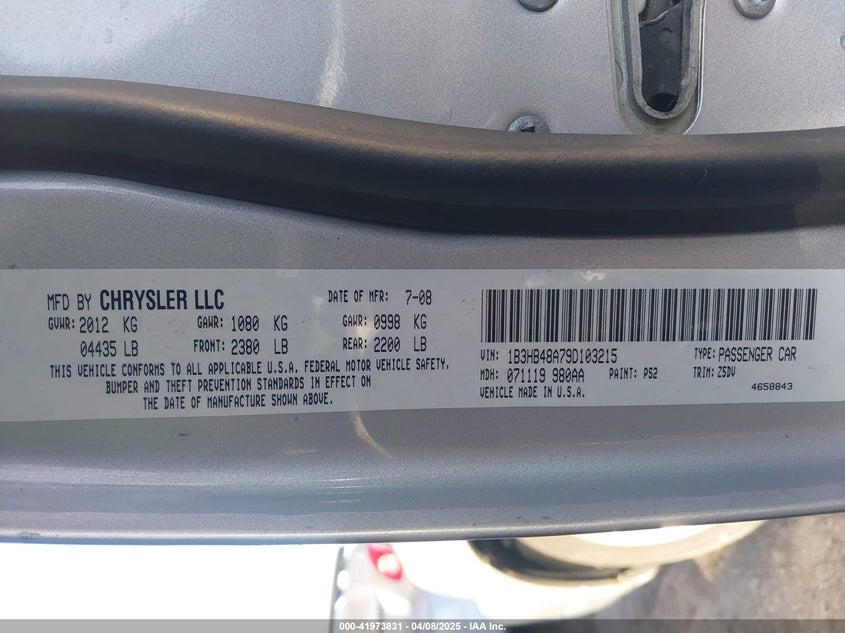 MFD BY CHRYSLER LLC
DATE OF MFR: 7-08
GVWR: 2012 KG
GAWR: 1080 KG
GAWR: 0998 KG
04435 LB
FRONT: 2380 LB
REAR: 2200 LB
THIS VEHICLE CONFORMS TO ALL APPLICABLE U.S.A. FEDERAL MOTOR VEHICLE SAFETY,
BUMPER AND THEFT PREVENTION STANDARDS IN EFFECT ON
THE DATE OF MANUFACTURE SHOWN ABOVE.
VIN: 1B3HB48A79D103215
TYPE: PASSENGER CAR
MDH: 071119 980AA
PAINT: PS2
TRIM: Z5DV
VEHICLE MADE IN U.S.A.
4658843
000-41973831 - 04/08/2025 - IAA Inc.